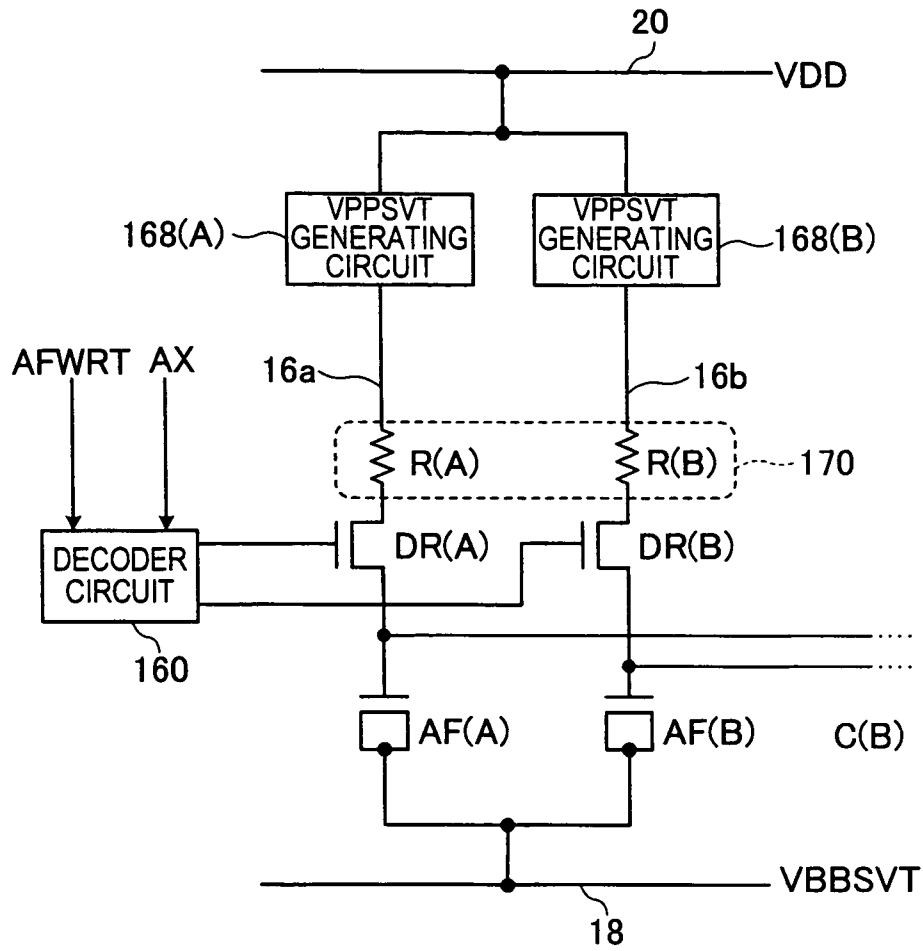 20
VDD
VPPSVT
GENERATING
CIRCUIT
168(A)
VPPSVT
GENERATING
CIRCUIT
168(B)
AFWRT AX
16a
16b
R(A)
R(B)
170
DECODER
CIRCUIT
160
DR(A)
DR(B)
AF(A)
AF(B)
C(B)
VBBSVT
18